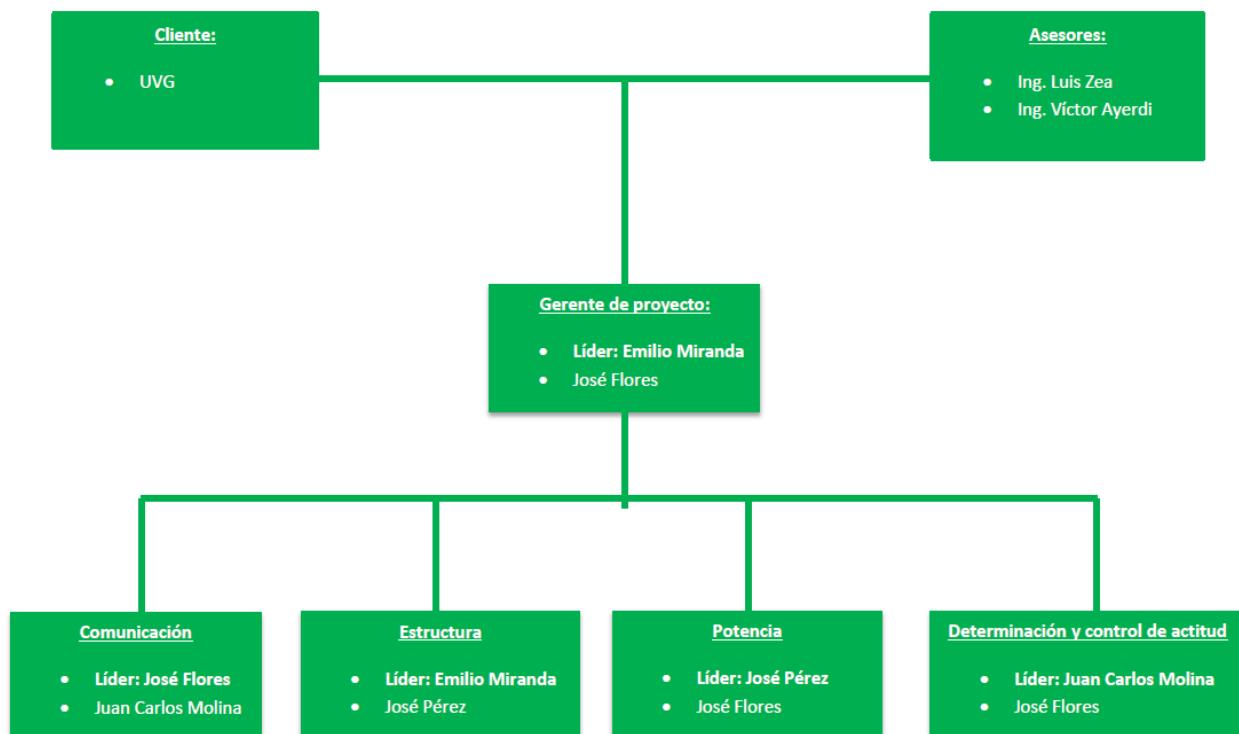 Cliente:
• UVG
Asesores:
• Ing. Luis Zea
• Ing. Víctor Ayerdi
Gerente de proyecto:
• Líder: Emilio Miranda
• José Flores
Comunicación
• Líder: José Flores
• Juan Carlos Molina
Estructura
• Líder: Emilio Miranda
• José Pérez
Potencia
• Líder: José Pérez
• José Flores
Determinación y control de actitud
• Líder: Juan Carlos Molina
• José Flores